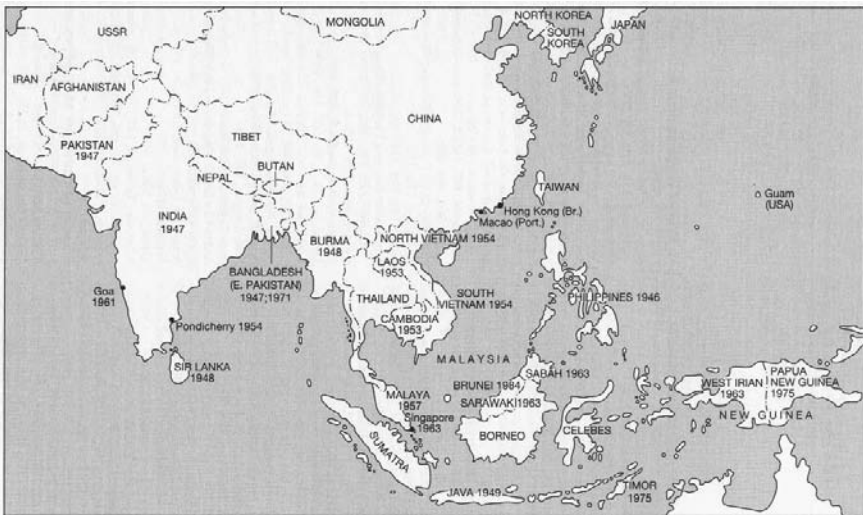 USSR
MONGOLIA
NORTH KOREA
SOUTH
KOREA
JAPAN
IRAN
AFGHANISTAN
PAKISTAN
1947
TIBET
CHINA
NEPAL
BUTAN
TAIWAN
Guam
(USA)
Hong Kong (Br.)
Macao (Port.)
INDIA
1947
BURMA
1948
NORTH VIETNAM 1954
LAOS
1953
BANGLADESH
(E. PAKISTAN)
1947;1971
Goa
1961
THAILAND
SOUTH
VIETNAM 1954
PHILIPPINES 1946
CAMBODIA
1953
Pondicherry 1954
SIR LANKA
1948
MALAYSIA
SABAH 1963
BRUNEI 1984
SARAWAKI1963
MALAYA
1957
Singapore
1963
WEST IRIAN
1963
PAPUA
NEW GUINEA
1975
NEW GUINEA
BORNEO
CELEBES
SUMATRA
JAVA 1949
TIMOR
1975